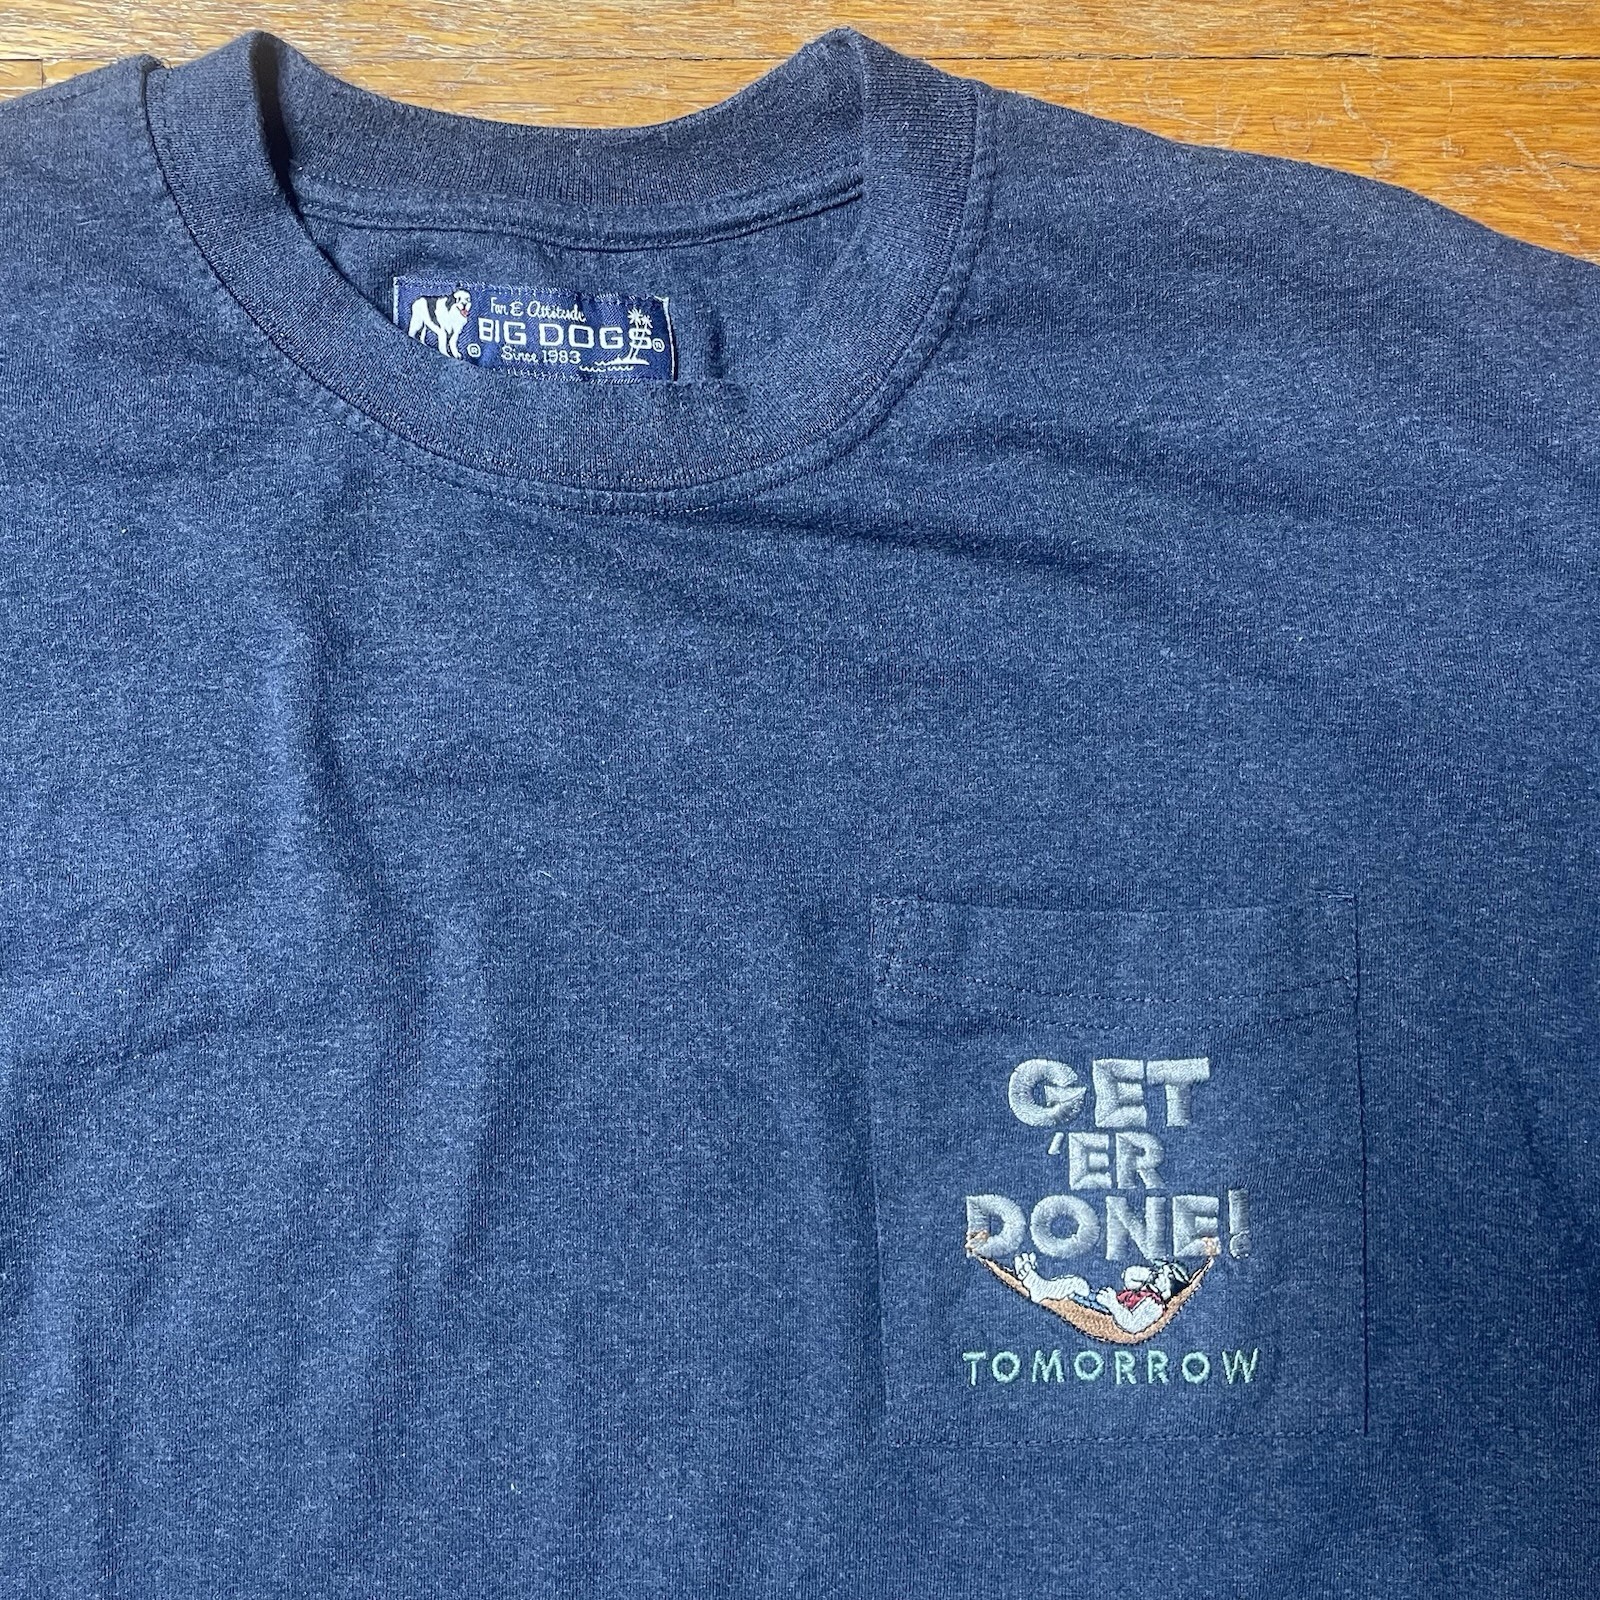 Fun & Attitude
BIG DOGS®
®
Since 1983
GET
'ER
DONE!
TOMORROW